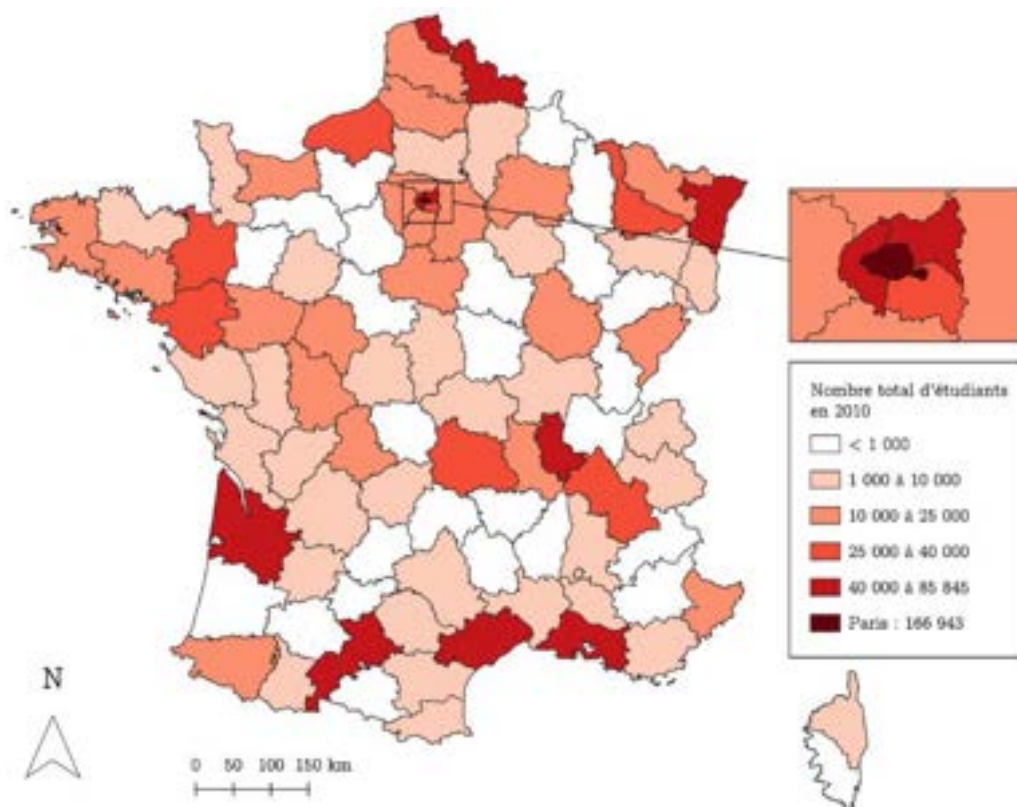 Nombre total d'étudiants
en 2010
< 1 000
1 000 à 10 000
10 000 à 25 000
25 000 à 40 000
40 000 à 85 845
Paris : 166 943
N
0 50 100 150 km